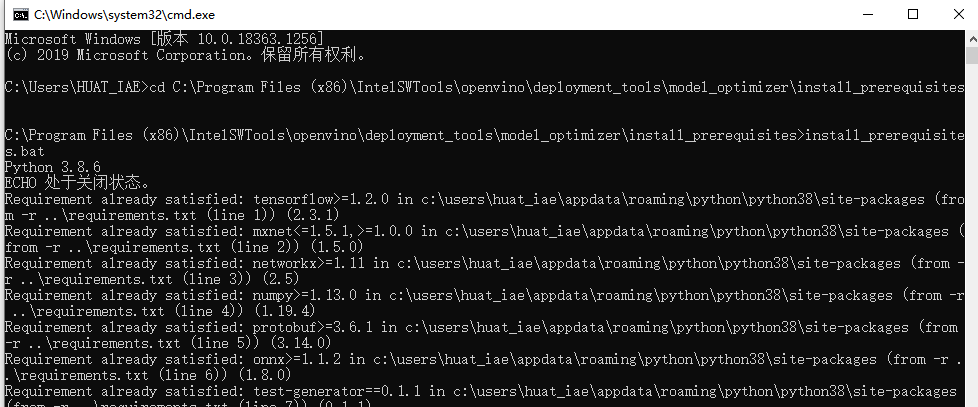 C:\Windows\system32\cmd.exe
Microsoft Windows [版本 10.0.18363.1256]
(c) 2019 Microsoft Corporation。保留所有权利。
C:\Users\HUAT_IAE>cd C:\Program Files (x86)\IntelSWTools\openvino\deployment_tools\model_optimizer\install_prerequisites
C:\Program Files (x86)\IntelSWTools\openvino\deployment_tools\model_optimizer\install_prerequisites>install_prerequisite
s.bat
Python 3.8.6
ECHO 处于关闭状态。
Requirement already satisfied: tensorflow>=1.2.0 in c:\users\huat_iae\appdata\roaming\python\python38\site-packages (fro
m -r ..\requirements.txt (line 1)) (2.3.1)
Requirement already satisfied: mxnet<=1.5.1,>=1.0.0 in c:\users\huat_iae\appdata\roaming\python\python38\site-packages (
from -r ..\requirements.txt (line 2)) (1.5.0)
Requirement already satisfied: networkx>=1.11 in c:\users\huat_iae\appdata\roaming\python\python38\site-packages (from -
r ..\requirements.txt (line 3)) (2.5)
Requirement already satisfied: numpy>=1.13.0 in c:\users\huat_iae\appdata\roaming\python\python38\site-packages (from -r
 ..\requirements.txt (line 4)) (1.19.4)
Requirement already satisfied: protobuf>=3.6.1 in c:\users\huat_iae\appdata\roaming\python\python38\site-packages (from
-r ..\requirements.txt (line 5)) (3.14.0)
Requirement already satisfied: onnx>=1.1.2 in c:\users\huat_iae\appdata\roaming\python\python38\site-packages (from -r .
.\requirements.txt (line 6)) (1.8.0)
Requirement already satisfied: test-generator==0.1.1 in c:\users\huat_iae\appdata\roaming\python\python38\site-packages
(from -r ..\requirements.txt (line 7)) (0.1.1)